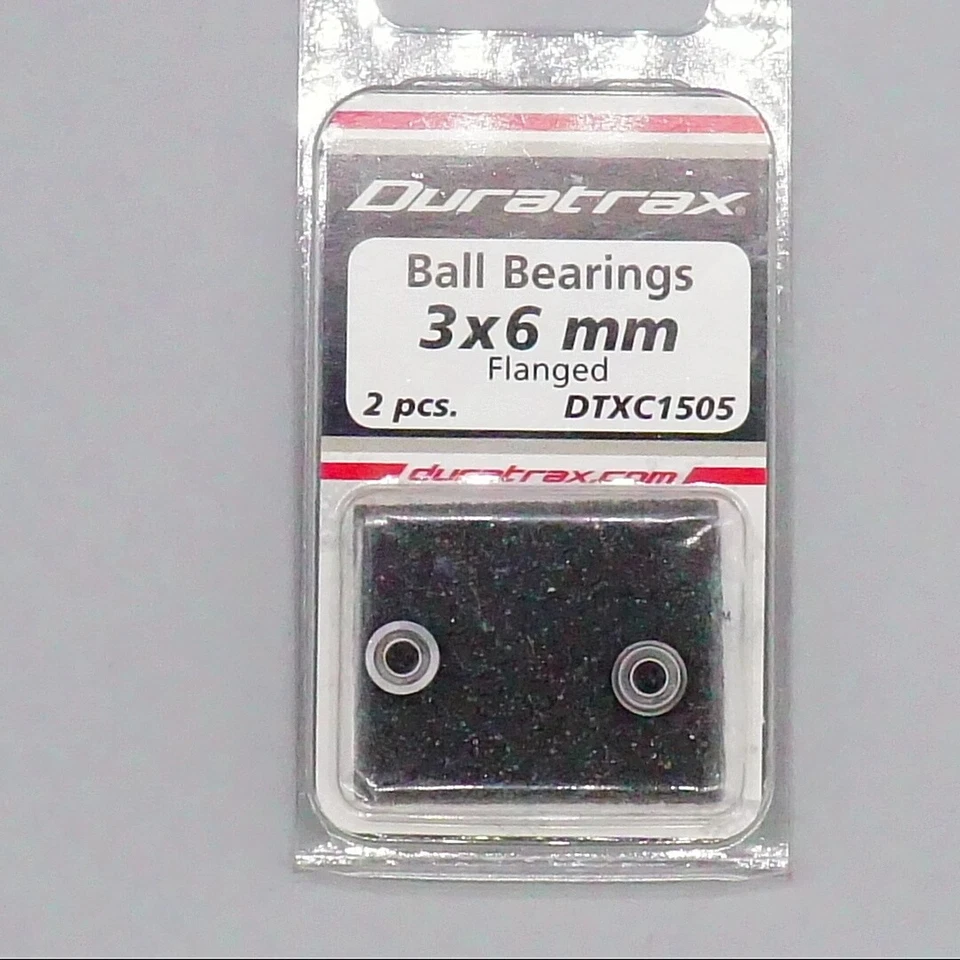 Duratrax®
Ball Bearings
3x6 mm
Flanged
2 pcs. DTXC1505
duratrax.com